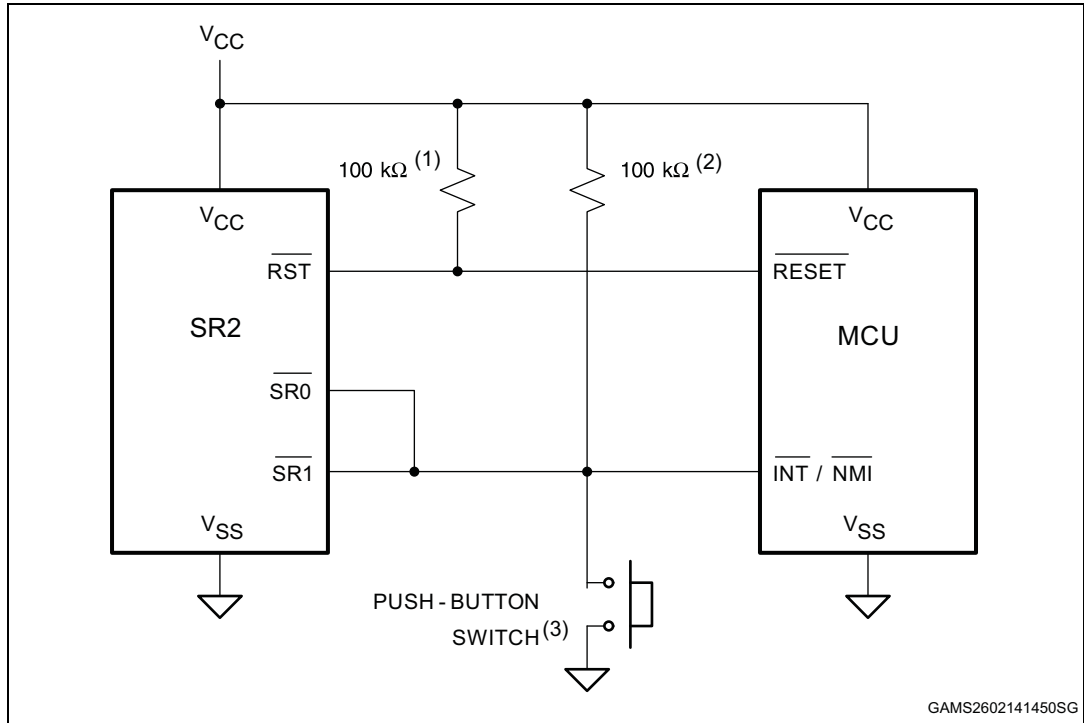 VCC
100 kΩ (1)
100 kΩ (2)
VCC
RST
SR2
SR0
SR1
VSS
VCC
RESET
MCU
INT / NMI
VSS
PUSH-BUTTON
SWITCH(3)
GAMS2602141450SG